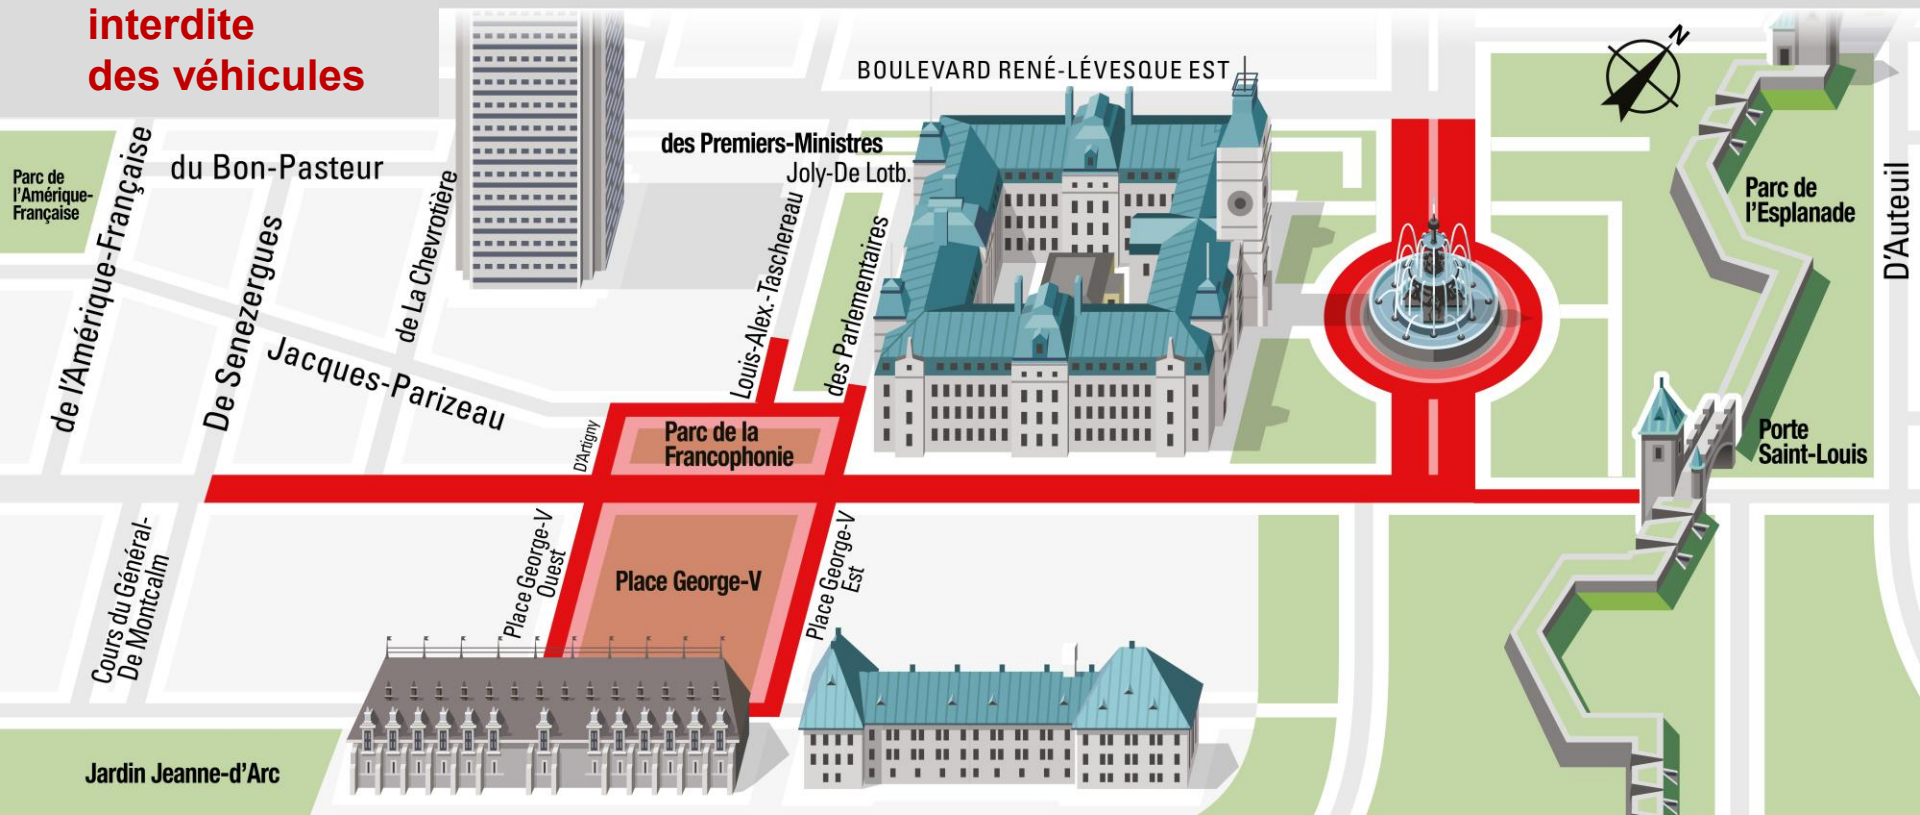 interdite
des véhicules
N
BOULEVARD RENÉ-LÉVESQUE EST
des Premiers-Ministres
Joly-De Lotb.
Parc de
l'Amérique-
Française
de l'Amérique-Française
du Bon-Pasteur
De Senezergues
de La Chevrotière
Jacques-Parizeau
Louis-Alex.-Taschereau
des Parlementaires
Parc de
l'Esplanade
D'Auteuil
D'Artigny
Parc de la
Francophonie
Porte
Saint-Louis
Cours du Général-
De Montcalm
Place George-V
Ouest
Place George-V
Place George-V
Est
Jardin Jeanne-d'Arc